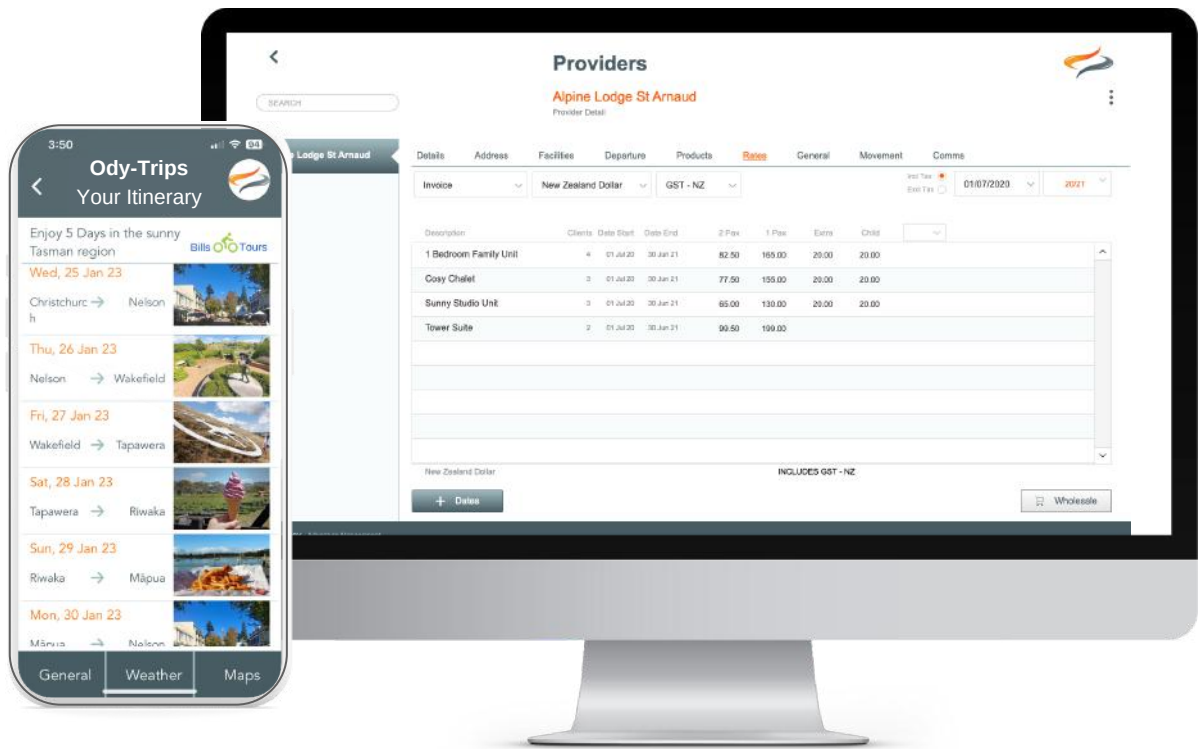 Providers
Alpine Lodge St Arnaud
Provider Detail
SEARCH
Lodge St Arnaud
Details Address Facilities Departure Products Rates General Movement Comms
Invoice New Zealand Dollar GST - NZ Incl Tax 01/07/2020 2021
Excl Tax
Description Clients Date Start Date End 2 Pax 1 Pax Extra Child
1 Bedroom Family Unit 4 01 Jul 20 30 Jun 21 82.50 165.00 20.00 20.00
Cosy Chalet 3 01 Jul 20 30 Jun 21 77.50 155.00 20.00 20.00
Sunny Studio Unit 3 01 Jul 20 30 Jun 21 65.00 130.00 20.00 20.00
Tower Suite 2 01 Jul 20 30 Jun 21 99.50 199.00
New Zealand Dollar INCLUDES GST - NZ
+ Dates Wholesale
3:50 94
Ody-Trips
Your Itinerary
Enjoy 5 Days in the sunny
Tasman region
Bills Tours
Wed, 25 Jan 23
Christchurc → Nelson
h
Thu, 26 Jan 23
Nelson → Wakefield
Fri, 27 Jan 23
Wakefield → Tapawera
Sat, 28 Jan 23
Tapawera → Riwaka
Sun, 29 Jan 23
Riwaka → Māpua
Mon, 30 Jan 23
Māpua → Nelson
General Weather Maps